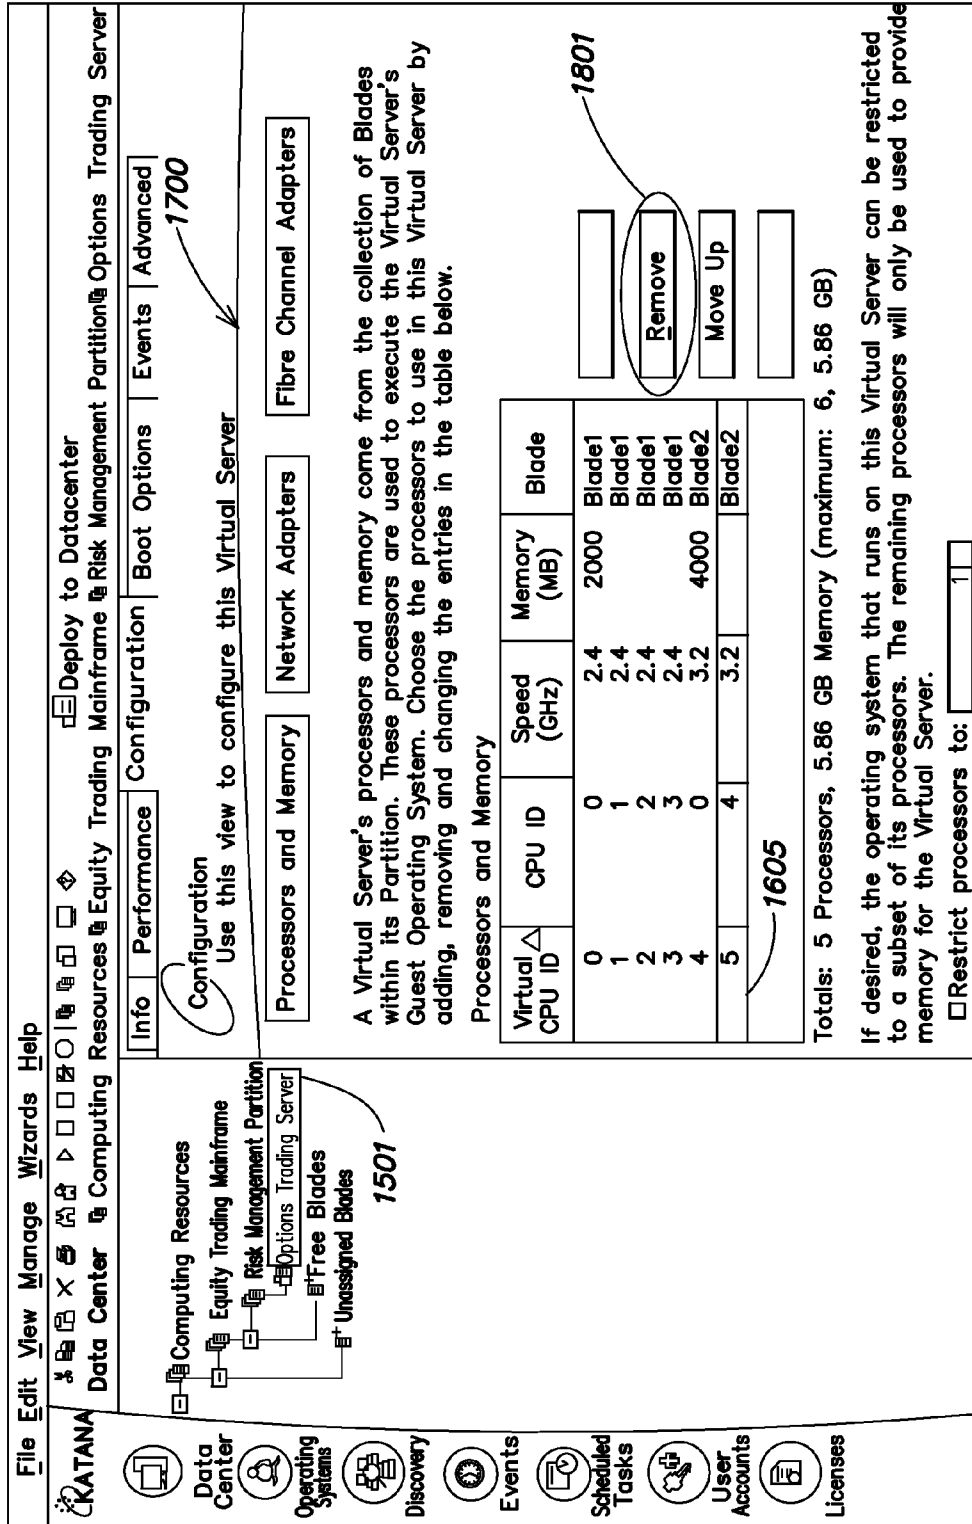 File Edit View Manage Wizards Help
KATANA
Data Center Computing Resources Equity Trading Mainframe Risk Management Partition Options Trading Server
Deploy to Datacenter
Data
Center
Operating
Systems
Discovery
Events
Scheduled
Tasks
User
Accounts
Licenses
Computing Resources
Equity Trading Mainframe
Risk Management Partition
Options Trading Server
Free Blades
Unassigned Blades
1501
Info Performance Configuration Boot Options Events Advanced
Configuration
Use this view to configure this Virtual Server
1700
Processors and Memory Network Adapters Fibre Channel Adapters
A Virtual Server's processors and memory come from the collection of Blades
within its Partition. These processors are used to execute the Virtual Server's
Guest Operating System. Choose the processors to use in this Virtual Server by
adding, removing and changing the entries in the table below.
Processors and Memory
Virtual CPU ID CPU ID Speed (GHz) Memory (MB) Blade
0 0 2.4 2000 Blade1
1 1 2.4 Blade1
2 2 2.4 Blade1
3 3 2.4 Blade1
4 0 3.2 4000 Blade2
5 4 3.2 Blade2
Remove
Move Up
1801
1605
Totals: 5 Processors, 5.86 GB Memory (maximum: 6, 5.86 GB)
If desired, the operating system that runs on this Virtual Server can be restricted
to a subset of its processors. The remaining processors will only be used to provide
memory for the Virtual Server.
Restrict processors to: 1